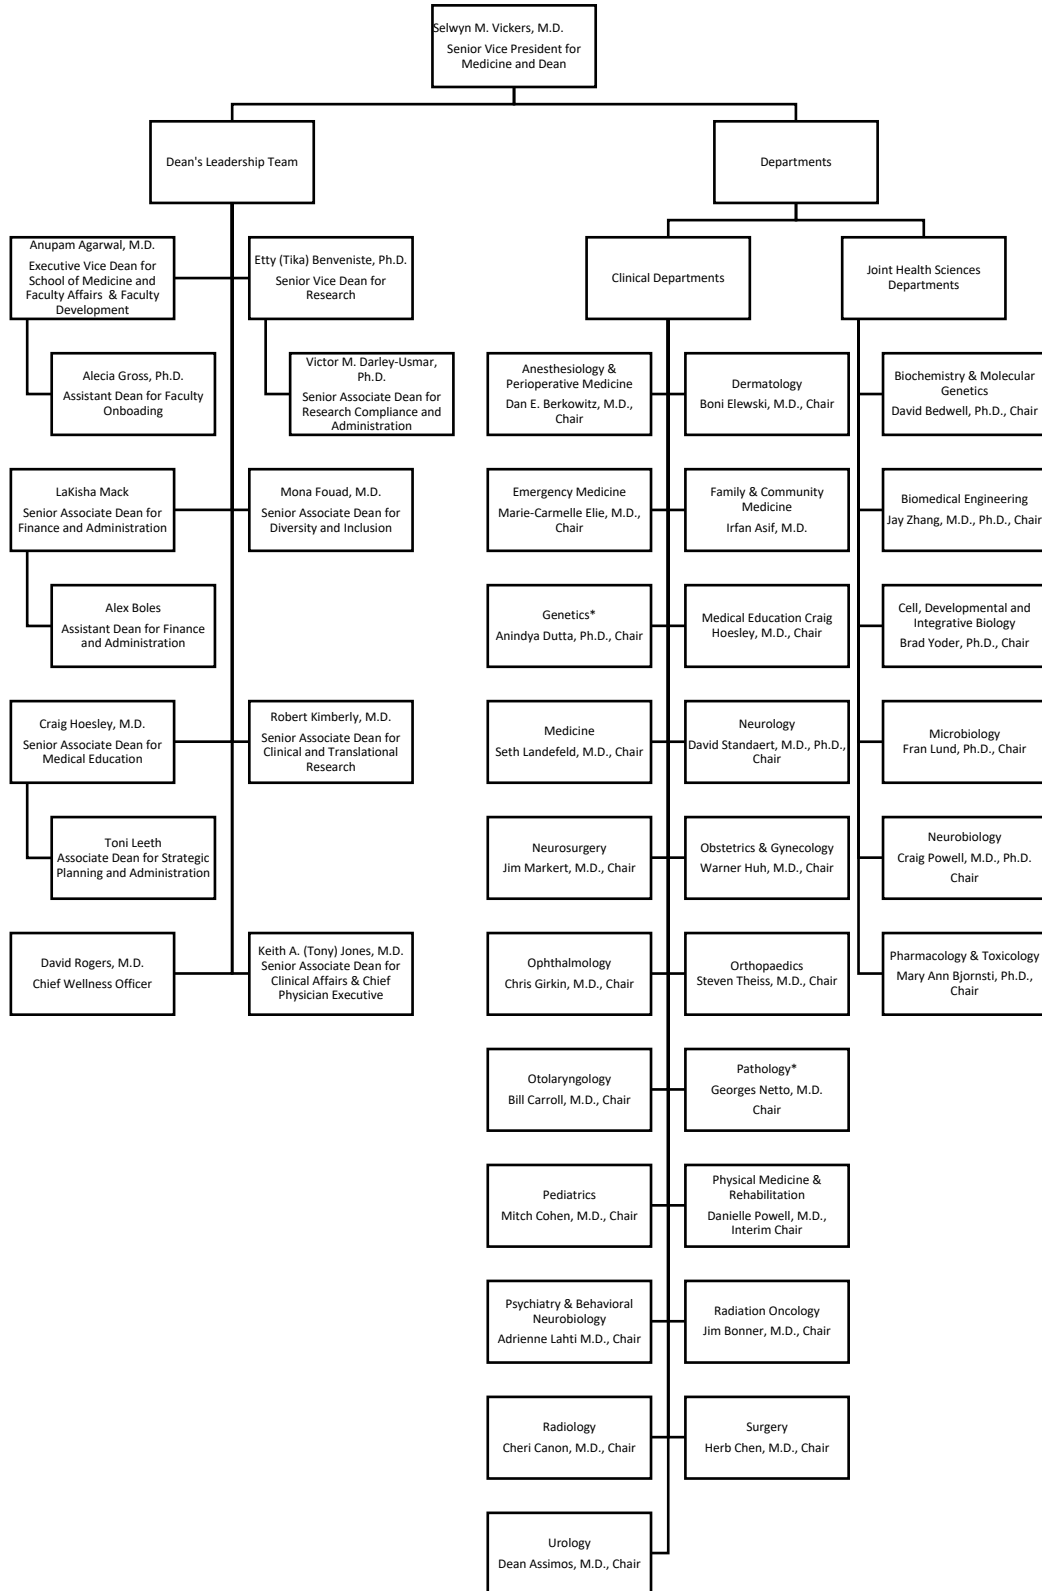 Selwyn M. Vickers, M.D.
Senior Vice President for
Medicine and Dean
Dean's Leadership Team
Departments
Anupam Agarwal, M.D.
Executive Vice Dean for
School of Medicine and
Faculty Affairs & Faculty
Development
Etty (Tika) Benveniste, Ph.D.
Senior Vice Dean for
Research
Alecia Gross, Ph.D.
Assistant Dean for Faculty
Onboading
Victor M. Darley-Usmar,
Ph.D.
Senior Associate Dean for
Research Compliance and
Administration
LaKisha Mack
Senior Associate Dean for
Finance and Administration
Mona Fouad, M.D.
Senior Associate Dean for
Diversity and Inclusion
Alex Boles
Assistant Dean for Finance
and Administration
Craig Hoesley, M.D.
Senior Associate Dean for
Medical Education
Robert Kimberly, M.D.
Senior Associate Dean for
Clinical and Translational
Research
Toni Leeth
Associate Dean for Strategic
Planning and Administration
David Rogers, M.D.
Chief Wellness Officer
Keith A. (Tony) Jones, M.D.
Senior Associate Dean for
Clinical Affairs & Chief
Physician Executive
Clinical Departments
Joint Health Sciences
Departments
Anesthesiology &
Perioperative Medicine
Dan E. Berkowitz, M.D.,
Chair
Dermatology
Boni Elewski, M.D., Chair
Emergency Medicine
Marie-Carmelle Elie, M.D.,
Chair
Family & Community
Medicine
Irfan Asif, M.D.
Genetics*
Anindya Dutta, Ph.D., Chair
Medical Education Craig
Hoesley, M.D., Chair
Medicine
Seth Landefeld, M.D., Chair
Neurology
David Standaert, M.D., Ph.D.,
Chair
Neurosurgery
Jim Markert, M.D., Chair
Obstetrics & Gynecology
Warner Huh, M.D., Chair
Ophthalmology
Chris Girkin, M.D., Chair
Orthopaedics
Steven Theiss, M.D., Chair
Otolaryngology
Bill Carroll, M.D., Chair
Pathology*
Georges Netto, M.D.
Chair
Pediatrics
Mitch Cohen, M.D., Chair
Physical Medicine &
Rehabilitation
Danielle Powell, M.D.,
Interim Chair
Psychiatry & Behavioral
Neurobiology
Adrienne Lahti M.D., Chair
Radiation Oncology
Jim Bonner, M.D., Chair
Radiology
Cheri Canon, M.D., Chair
Surgery
Herb Chen, M.D., Chair
Urology
Dean Assimos, M.D., Chair
Biochemistry & Molecular
Genetics
David Bedwell, Ph.D., Chair
Biomedical Engineering
Jay Zhang, M.D., Ph.D., Chair
Cell, Developmental and
Integrative Biology
Brad Yoder, Ph.D., Chair
Microbiology
Fran Lund, Ph.D., Chair
Neurobiology
Craig Powell, M.D., Ph.D.
Chair
Pharmacology & Toxicology
Mary Ann Bjornsti, Ph.D.,
Chair